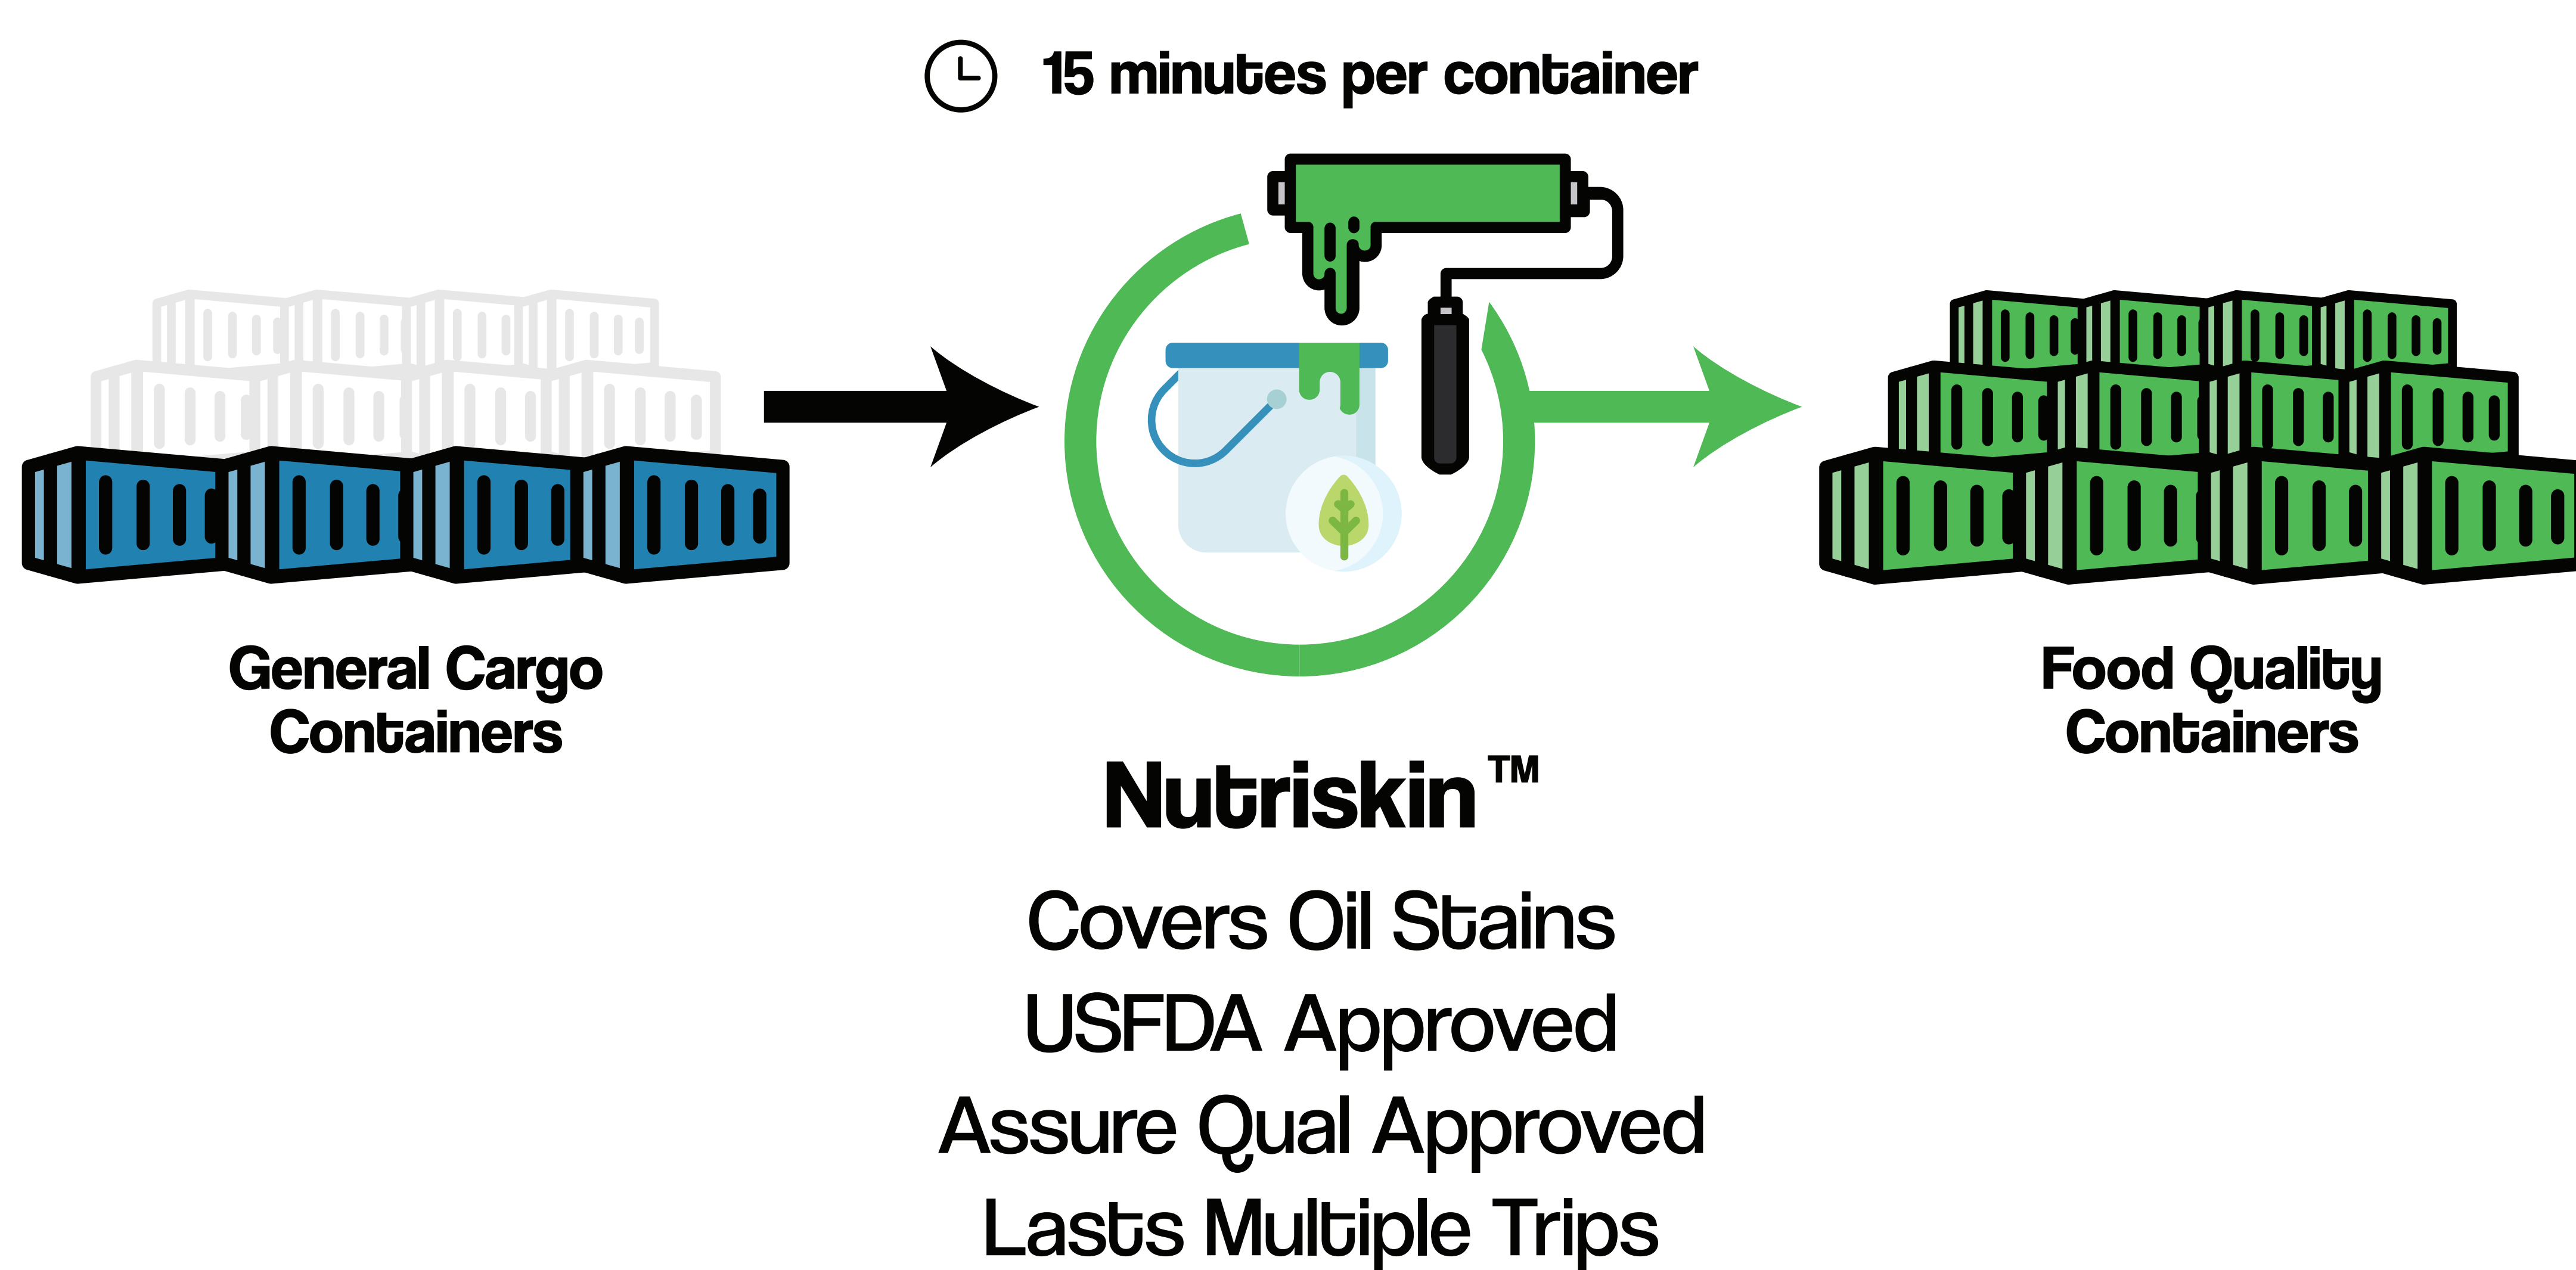 15 minutes per container
General Cargo
Containers
Food Quality
Containers
Nutriskin™
Covers Oil Stains
USFDA Approved
Assure Qual Approved
Lasts Multiple Trips